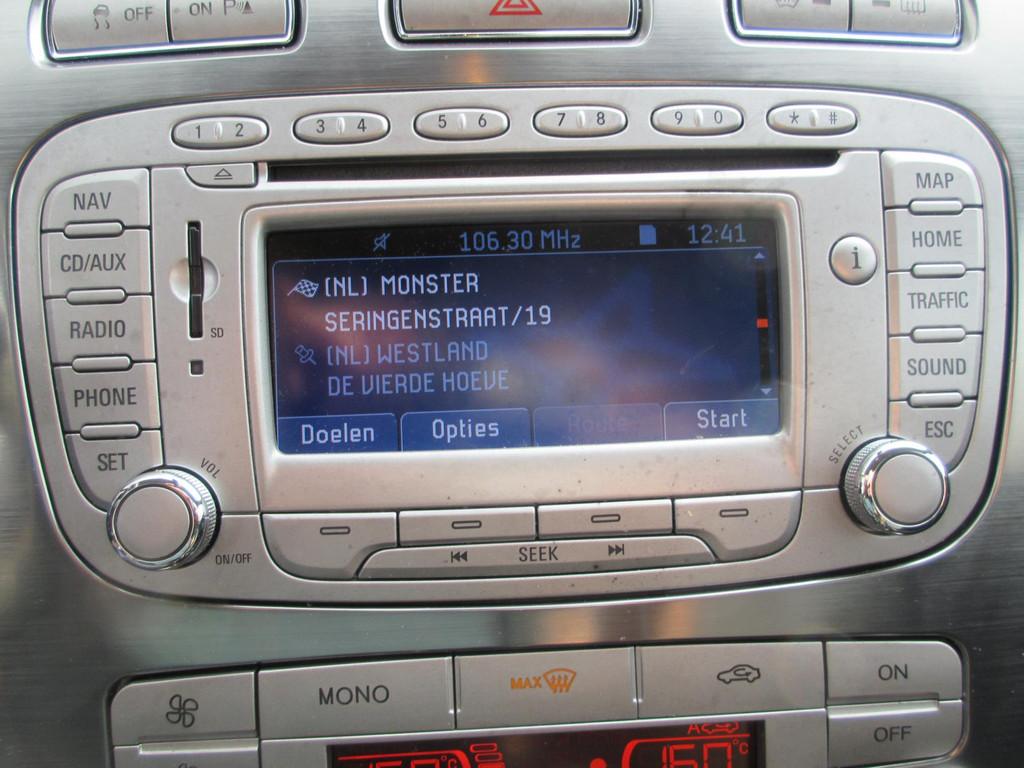 OFF ON P
1 2 3 4 5 6 7 8 9 0 * #
NAV
CD/AUX
RADIO
PHONE
SET
SD
VOL
ON/OFF
106.30 MHz 12:41
(NL) MONSTER
SERINGENSTRAAT/19
(NL) WESTLAND
DE VIERDE HOEVE
Doelen Opties Route Start
i
MAP
HOME
TRAFFIC
SOUND
ESC
SELECT
SEEK
MONO MAX ON
OFF
A
°C 16.0°C